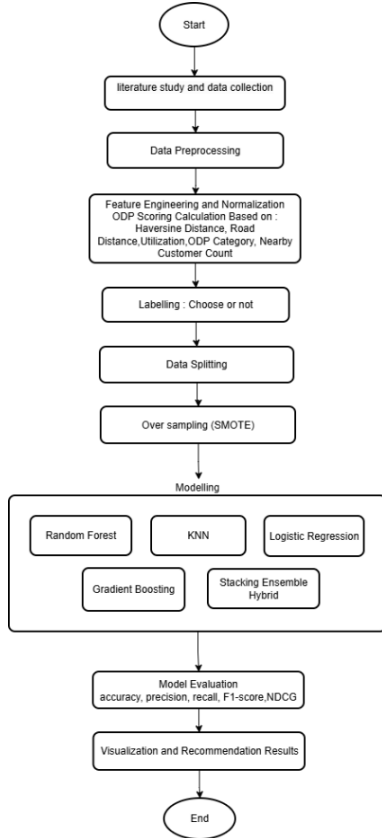 Start
literature study and data collection
Data Preprocessing
Feature Engineering and Normalization
ODP Scoring Calculation Based on :
Haversine Distance, Road
Distance,Utilization,ODP Category, Nearby
Customer Count
Labelling : Choose or not
Data Splitting
Over sampling (SMOTE)
Modelling
Random Forest
KNN
Logistic Regression
Gradient Boosting
Stacking Ensemble
Hybrid
Model Evaluation
accuracy, precision, recall, F1-score,NDCG
Visualization and Recommendation Results
End